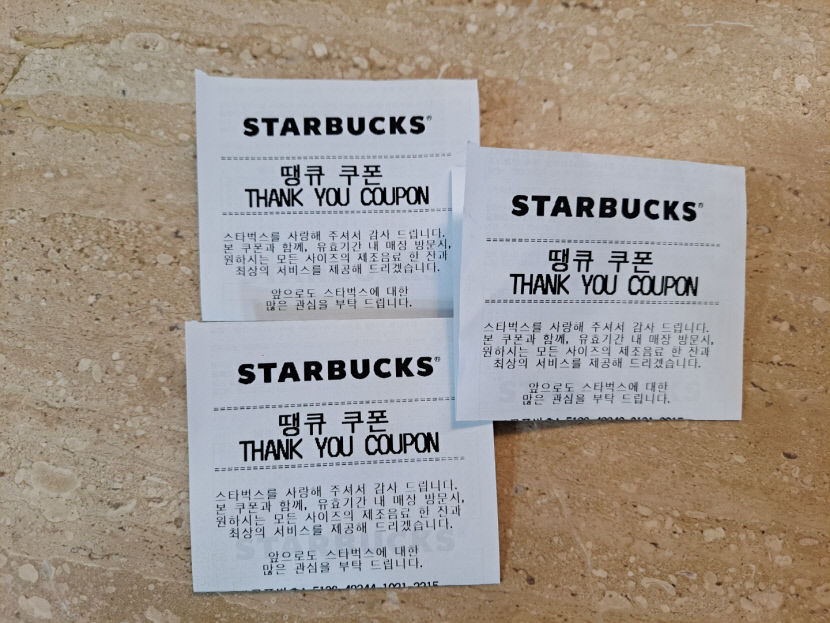 STARBUCKS®
땡큐 쿠폰
THANK YOU COUPON
스타벅스를 사랑해 주셔서 감사 드립니다.
본 쿠폰과 함께, 유효기간 내 매장 방문시,
원하시는 모든 사이즈의 제조음료 한 잔과
최상의 서비스를 제공해 드리겠습니다.
앞으로도 스타벅스에 대한
많은 관심을 부탁 드립니다.
STARBUCKS®
땡큐 쿠폰
THANK YOU COUPON
스타벅스를 사랑해 주셔서 감사 드립니다.
본 쿠폰과 함께, 유효기간 내 매장 방문시,
원하시는 모든 사이즈의 제조음료 한 잔과
최상의 서비스를 제공해 드리겠습니다.
앞으로도 스타벅스에 대한
많은 관심을 부탁 드립니다.
STARBUCKS®
땡큐 쿠폰
THANK YOU COUPON
스타벅스를 사랑해 주셔서 감사 드립니다.
본 쿠폰과 함께, 유효기간 내 매장 방문시,
원하시는 모든 사이즈의 제조음료 한 잔과
최상의 서비스를 제공해 드리겠습니다.
앞으로도 스타벅스에 대한
많은 관심을 부탁 드립니다.